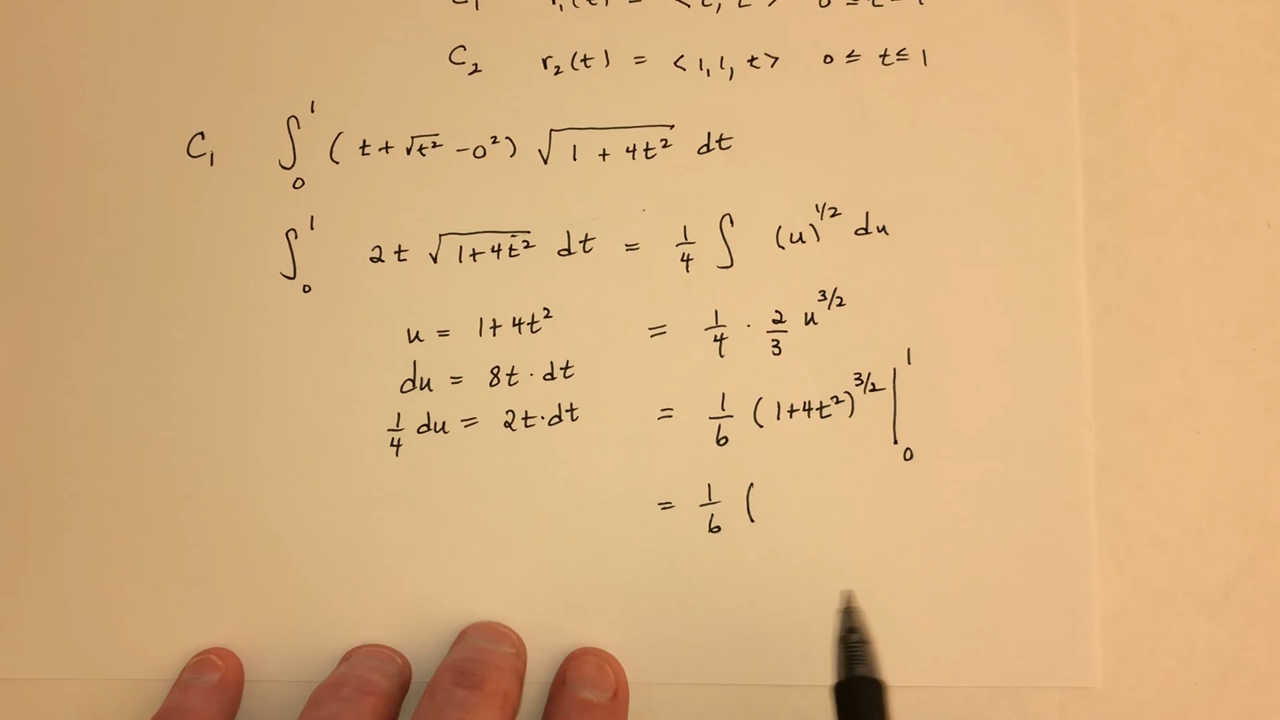 C₂ r₂(t) = <1,1,t> 0 ≤ t ≤ 1
C₁ ∫₀¹ (t+√t² -0²) √1 + 4t² dt
∫₀¹ 2t √1+4t² dt = 1/4 ∫ (u)^1/2 du
u = 1+4t² = 1/4 · 2/3 u^3/2
du = 8t·dt
1/4 du = 2t·dt = 1/6 (1+4t²)^3/2 |₀¹
= 1/6 (